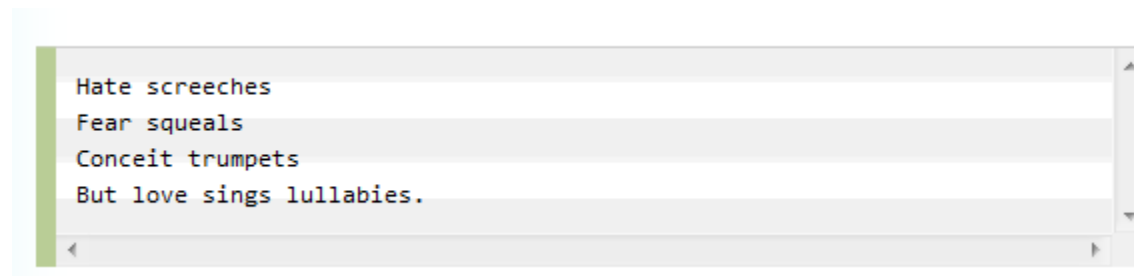 Hate screeches
Fear squeals
Conceit trumpets
But love sings lullabies.